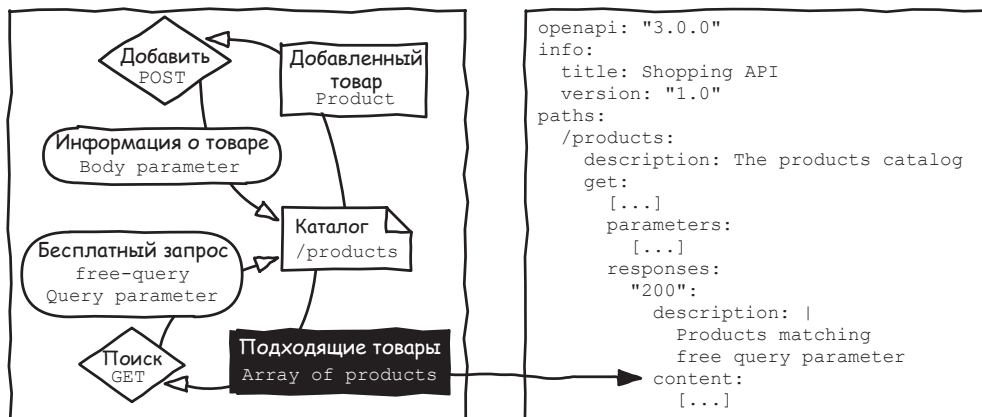 Добавить
POST
Добавленный
товар
Product
Информация о товаре
Body parameter
Каталог
/products
Бесплатный запрос
free-query
Query parameter
Поиск
GET
Подходящие товары
Array of products
openapi: "3.0.0"
info:
  title: Shopping API
  version: "1.0"
paths:
  /products:
    description: The products catalog
    get:
      [...]
      parameters:
        [...]
      responses:
        "200":
          description: |
            Products matching
            free query parameter
          content:
            [...]